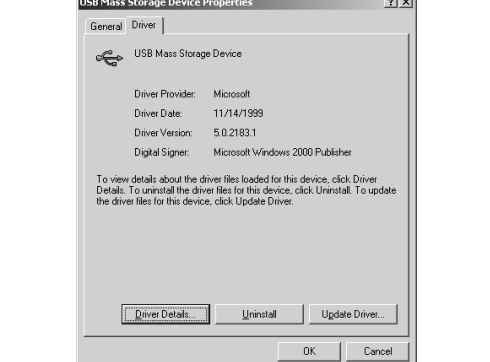 USB Mass Storage Device Properties
General Driver
USB Mass Storage Device
Driver Provider: Microsoft
Driver Date: 11/14/1999
Driver Version: 5.0.2183.1
Digital Signer: Microsoft Windows 2000 Publisher
To view details about the driver files loaded for this device, click Driver
Details. To uninstall the driver files for this device, click Uninstall. To update
the driver files for this device, click Update Driver.
Driver Details... Uninstall Update Driver...
OK Cancel